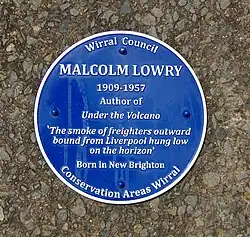 Wirral Council
MALCOLM LOWRY
1909-1957
Author of
Under the Volcano
'The smoke of freighters outward
bound from Liverpool hung low
on the horizon'
Born in New Brighton
Conservation Areas Wirral